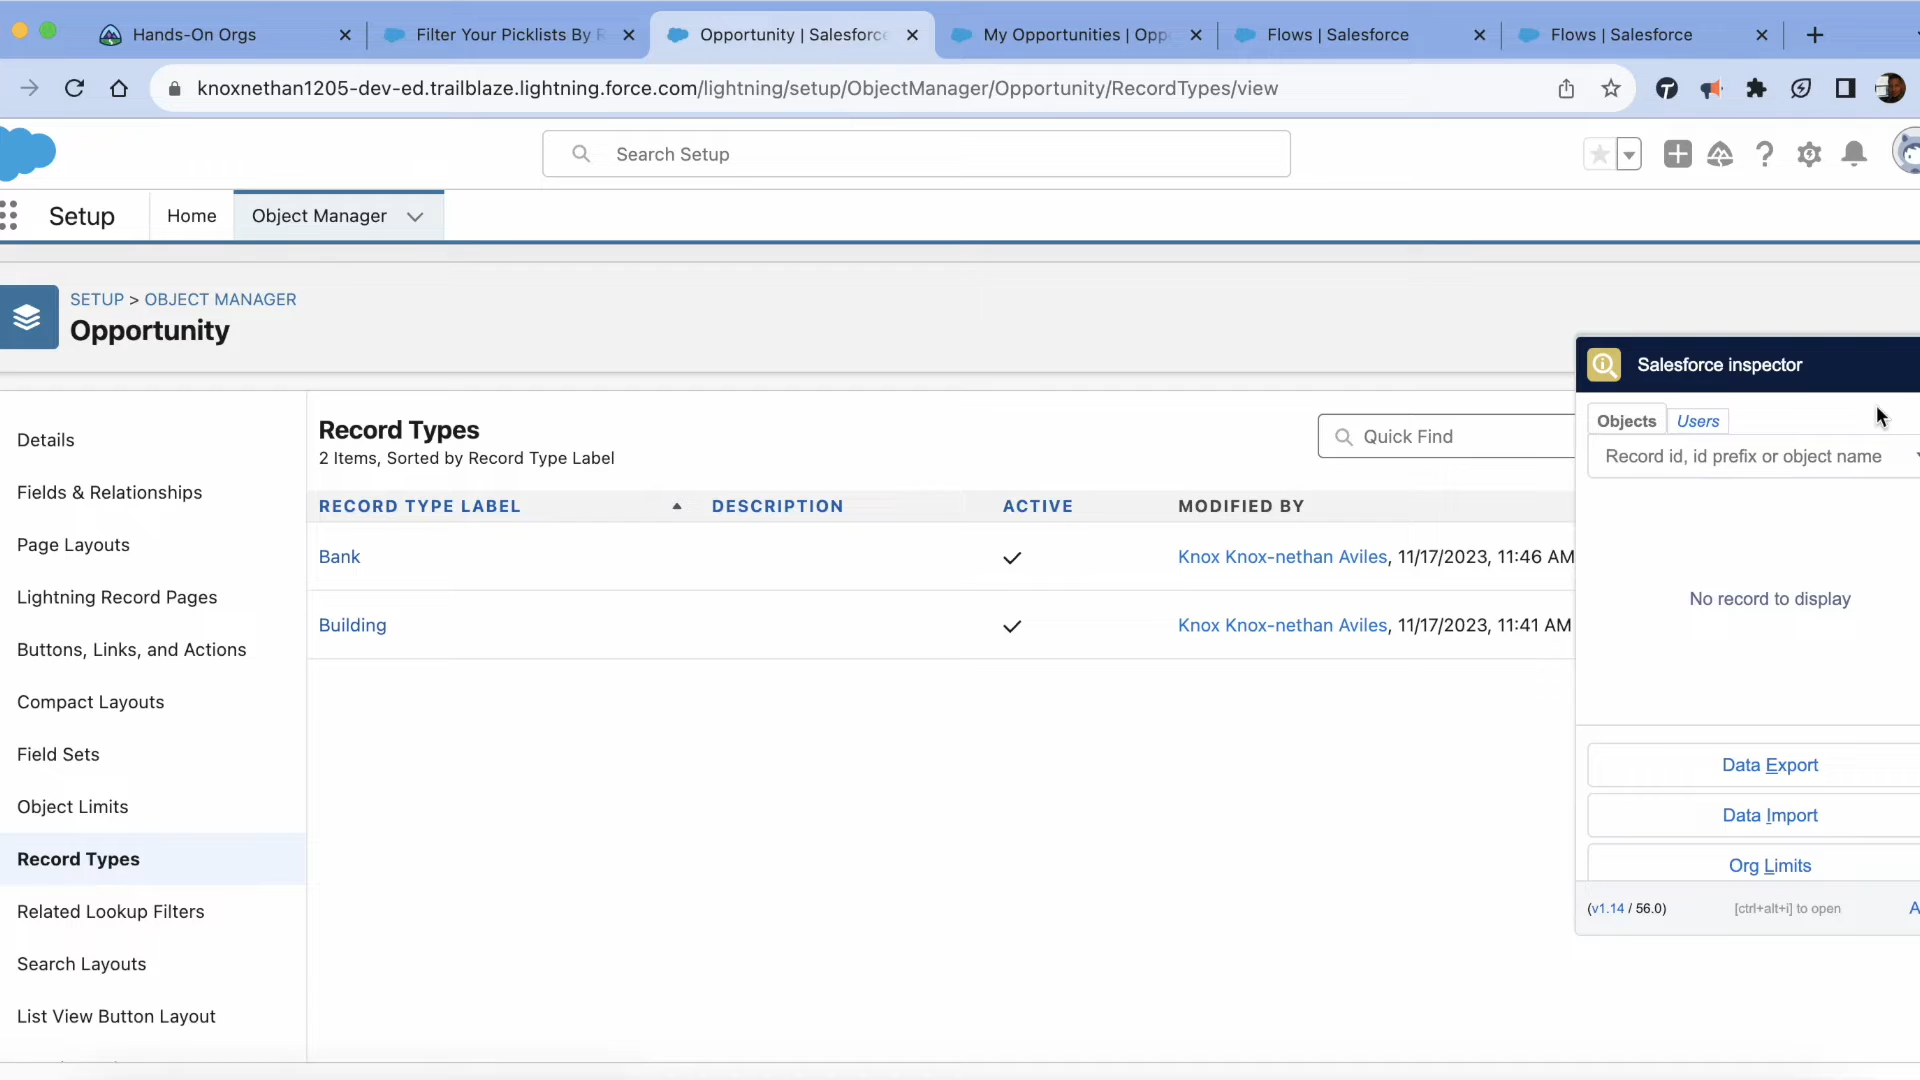 Hands-On Orgs
Filter Your Picklists By R
Opportunity | Salesforce
My Opportunities | Opp
Flows | Salesforce
Flows | Salesforce
knoxnethan1205-dev-ed.trailblaze.lightning.force.com/lightning/setup/ObjectManager/Opportunity/RecordTypes/view
Search Setup
Setup
Home
Object Manager
SETUP > OBJECT MANAGER
Opportunity
Salesforce inspector
Objects
Users
Record id, id prefix or object name
Details
Fields & Relationships
Page Layouts
Lightning Record Pages
Buttons, Links, and Actions
Compact Layouts
Field Sets
Object Limits
Record Types
Related Lookup Filters
Search Layouts
List View Button Layout
Record Types
2 Items, Sorted by Record Type Label
Quick Find
RECORD TYPE LABEL
DESCRIPTION
ACTIVE
MODIFIED BY
Bank
Knox Knox-nethan Aviles, 11/17/2023, 11:46 AM
Building
Knox Knox-nethan Aviles, 11/17/2023, 11:41 AM
No record to display
Data Export
Data Import
Org Limits
(v1.14 / 56.0)
[ctrl+alt+i] to open
A